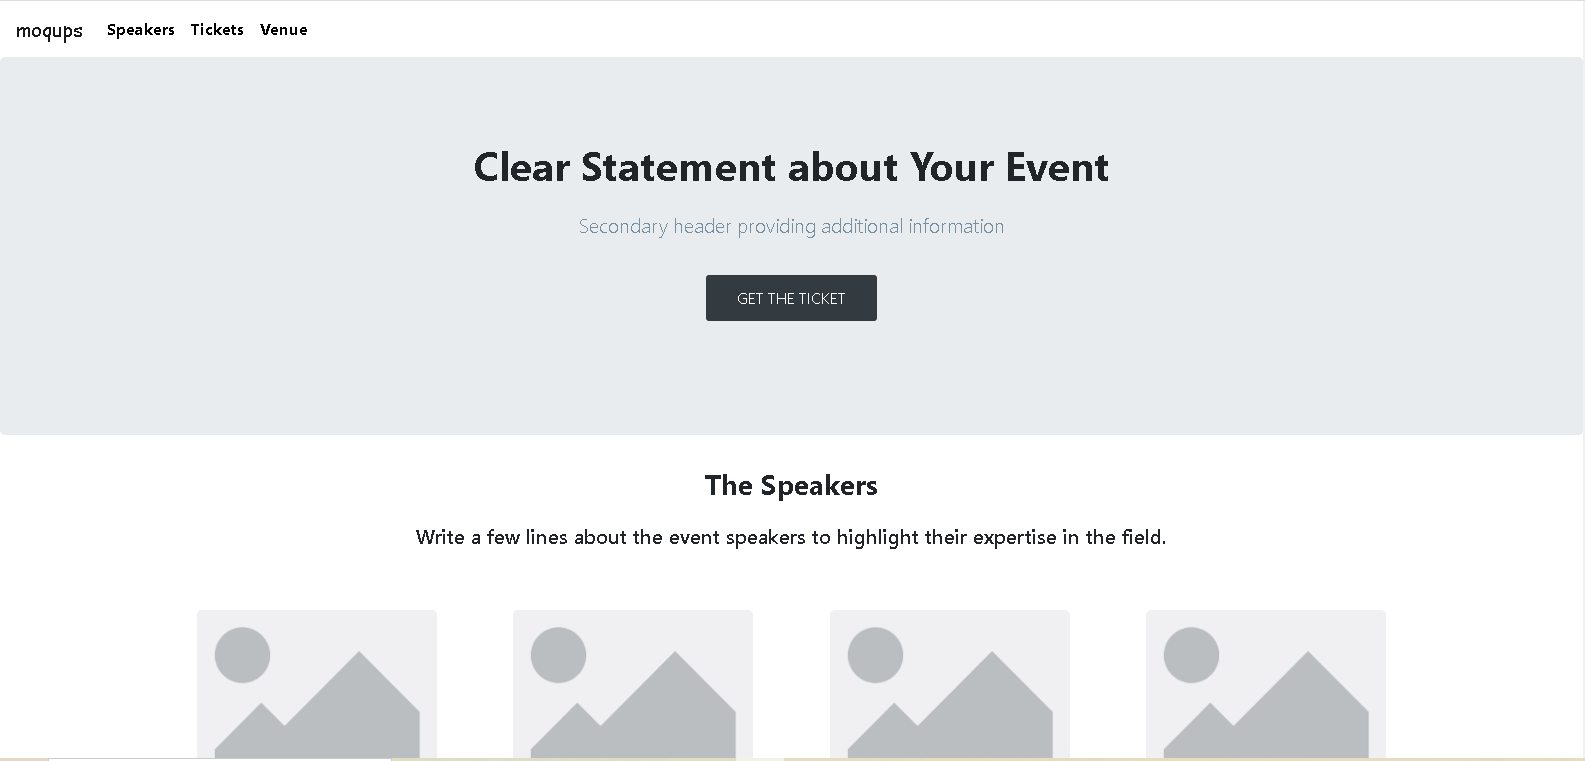 moqups Speakers Tickets Venue
Clear Statement about Your Event
Secondary header providing additional information
GET THE TICKET
The Speakers
Write a few lines about the event speakers to highlight their expertise in the field.